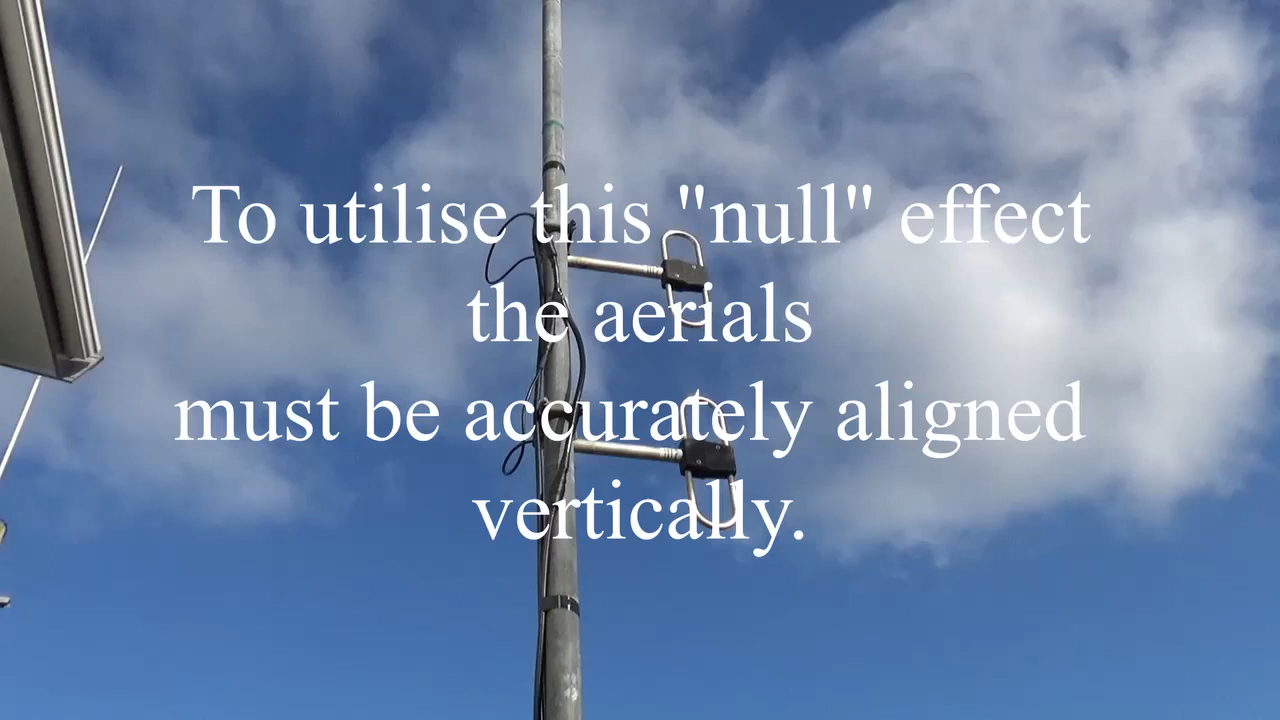 To utilise this "null" effect
the aerials
must be accurately aligned
vertically.